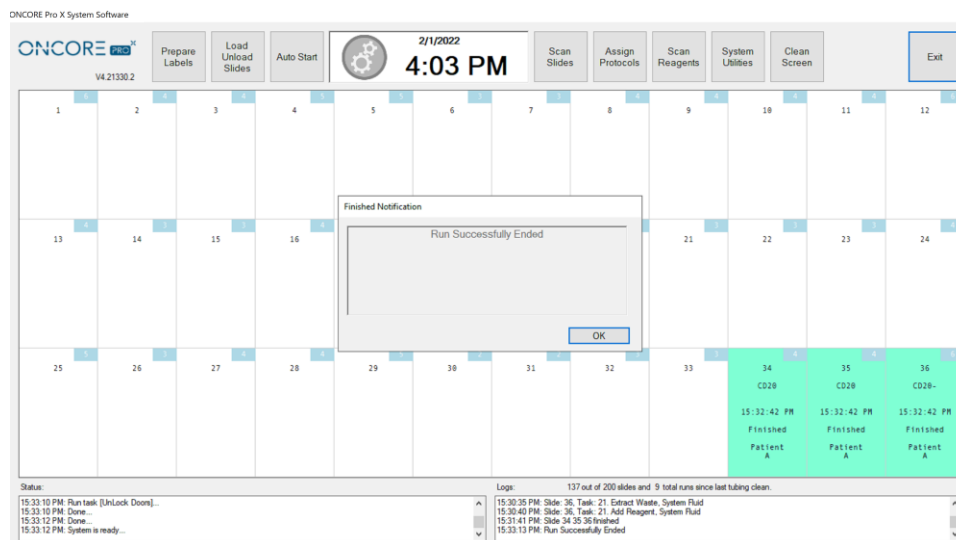 ONCORE Pro X System Software
ONCORE PRO X
V4.21330.2
Prepare Labels
Load Unload Slides
Auto Start
2/1/2022
4:03 PM
Scan Slides
Assign Protocols
Scan Reagents
System Utilities
Clean Screen
Exit
1 2 3 4 5 6 7 8 9 10 11 12
Finished Notification
Run Successfully Ended
OK
13 14 15 16 21 22 23 24
25 26 27 28 29 30 31 32 33 34 35 36
CD20 CD20 CD20-
15:32:42 PM 15:32:42 PM 15:32:42 PM
Finished Finished Finished
Patient Patient Patient
A A A
Status:
15:33:10 PM: Run task [UnLock Doors]...
15:33:10 PM: Done...
15:33:12 PM: Done...
15:33:12 PM: System is ready...
Logs: 137 out of 200 slides and 9 total runs since last tubing clean.
15:30:35 PM: Slide: 36, Task: 21. Extract Waste, System Fluid
15:30:40 PM: Slide: 36, Task: 21. Add Reagent, System Fluid
15:31:41 PM: Slide 34 35 36 finished
15:33:13 PM: Run Successfully Ended